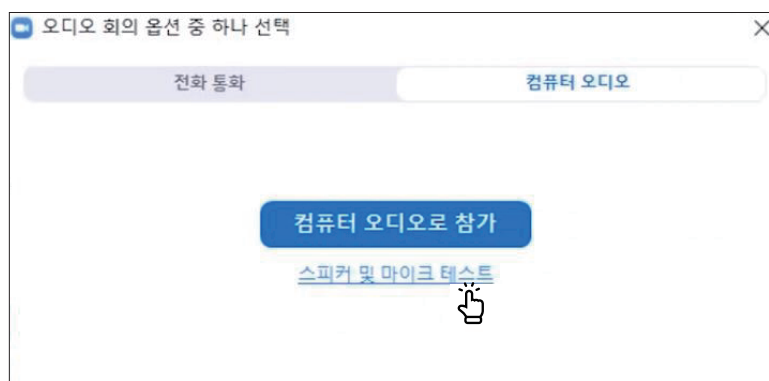 오디오 회의 옵션 중 하나 선택
전화 통화
컴퓨터 오디오
컴퓨터 오디오로 참가
스피커 및 마이크 테스트